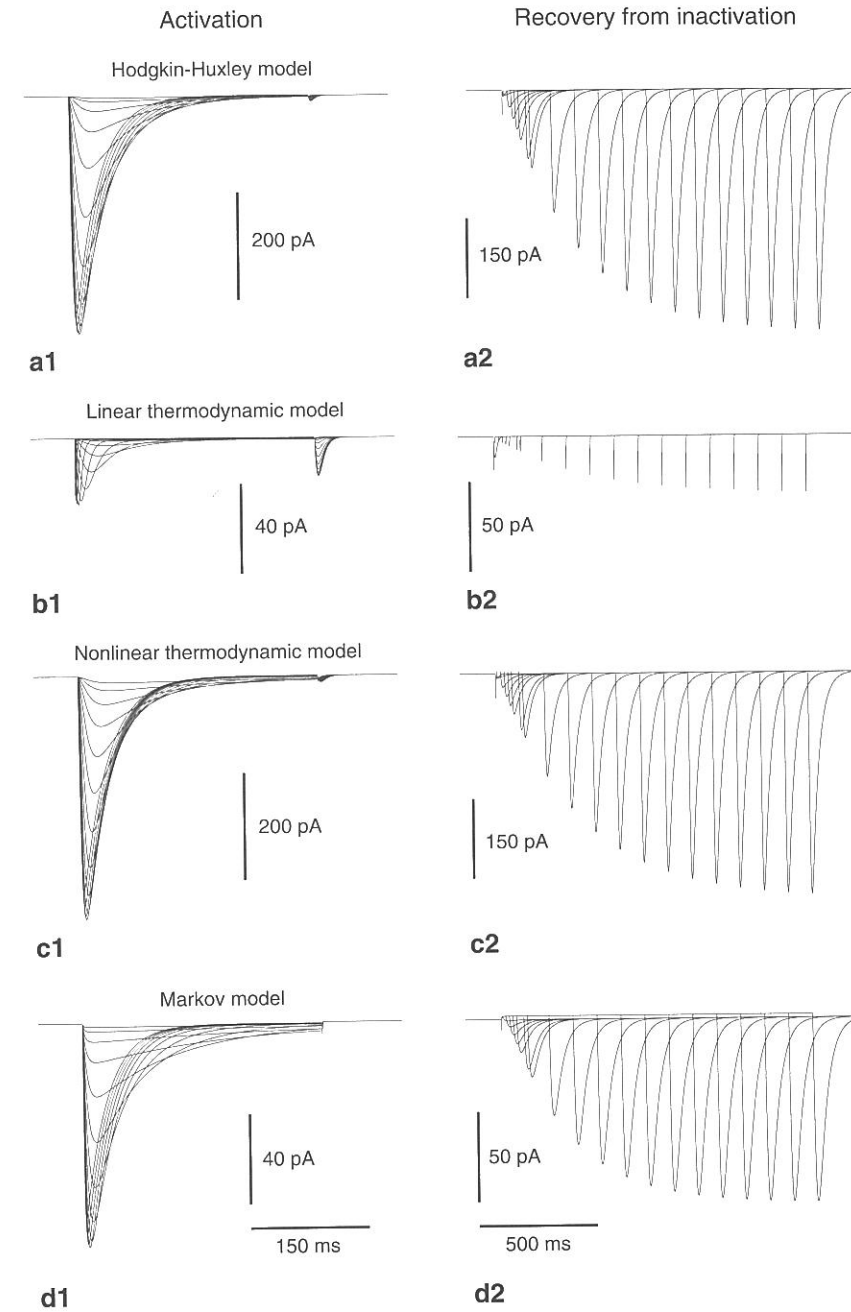 Activation
Recovery from inactivation
Hodgkin-Huxley model
200 pA
150 pA
a1
a2
Linear thermodynamic model
40 pA
50 pA
b1
b2
Nonlinear thermodynamic model
200 pA
150 pA
c1
c2
Markov model
40 pA
50 pA
150 ms
500 ms
d1
d2